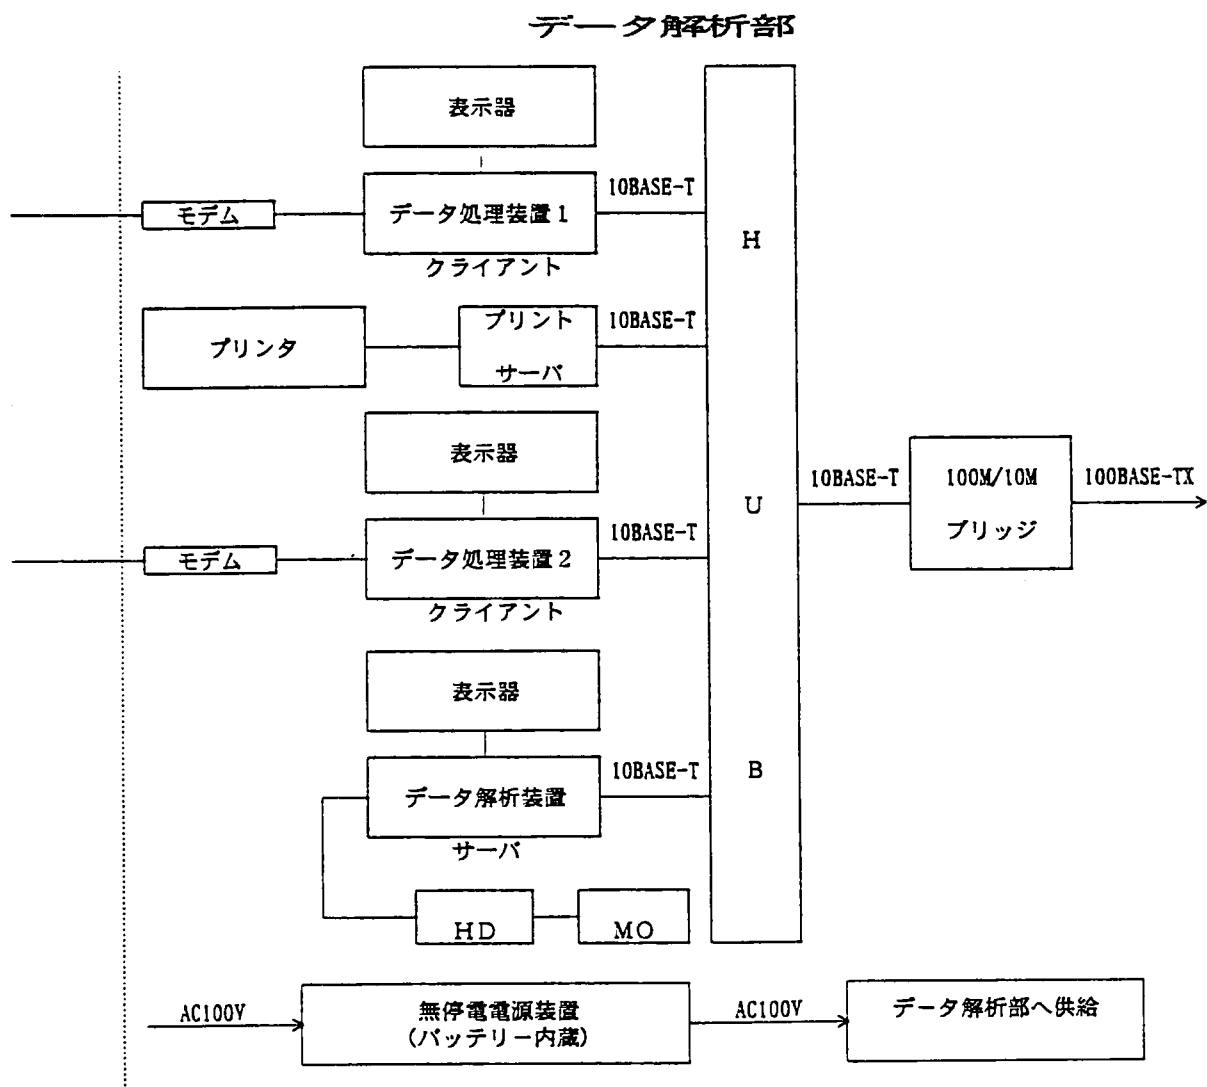 データ解析部
表示器
10BASE-T
モデム
データ処理装置1
H
クライアント
プリンタ
プリント
サーバ
10BASE-T
表示器
10BASE-T
100M/10M
ブリッジ
100BASE-TX
U
10BASE-T
モデム
データ処理装置2
クライアント
表示器
10BASE-T
B
データ解析装置
サーバ
HD
MO
AC100V
無停電電源装置
(バッテリー内蔵)
AC100V
データ解析部へ供給